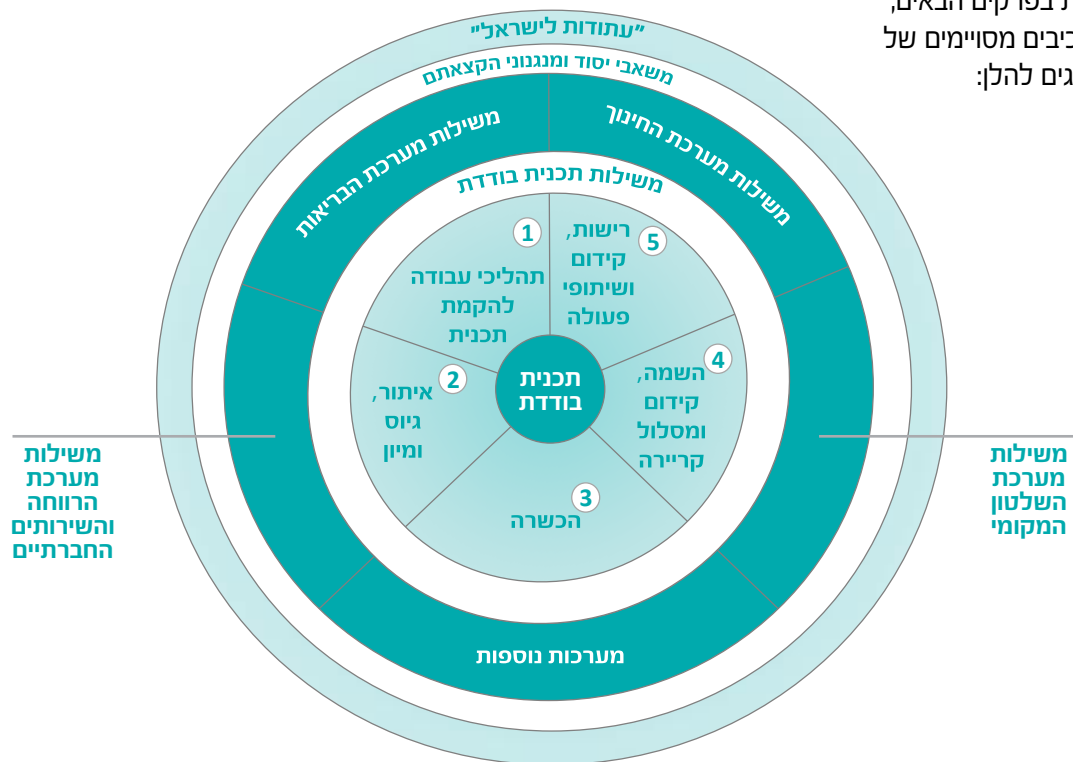 ת בפרקים הבאים,
כיבים מסויימים של
גים להלן:
"עתודות לישראל"
משאבי יסוד ומנגנוני הקצאתם
משילות מערכת החינוך
משילות מערכת הבריאות
משילות תכנית בודדת
1
תהליכי עבודה
להקמת
תכנית
2
איתור,
גיוס
ומיון
3
הכשרה
4
השמה,
קידום
ומסלול
קריירה
5
רישות,
קידום
ושיתופי
פעולה
תכנית
בודדת
משילות
מערכת
השלטון
המקומי
משילות
מערכת
הרווחה
והשירותים
החברתיים
מערכות נוספות